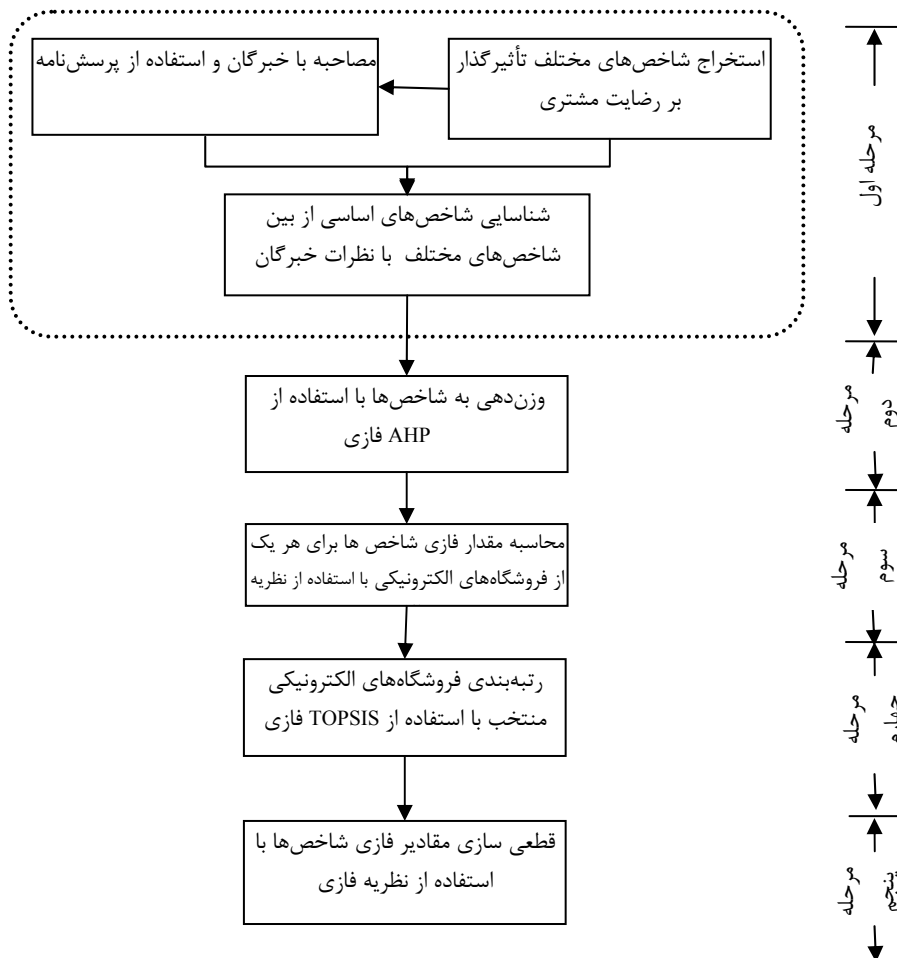 استخراج شاخص‌های مختلف تأثیرگذار
بر رضایت مشتری
مصاحبه با خبرگان و استفاده از پرسش‌نامه
شناسایی شاخص‌های اساسی از بین
شاخص‌های مختلف با نظرات خبرگان
مرحله اول
وزن‌دهی به شاخص‌ها با استفاده از
AHP فازی
مرحله
دوم
محاسبه مقدار فازی شاخص ها برای هر یک
از فروشگاه‌های الکترونیکی با استفاده از نظریه
مرحله
سوم
رتبه‌بندی فروشگاه‌های الکترونیکی
منتخب با استفاده از TOPSIS فازی
مرحله
چهارم
قطعی سازی مقادیر فازی شاخص‌ها با
استفاده از نظریه فازی
مرحله
پنجم